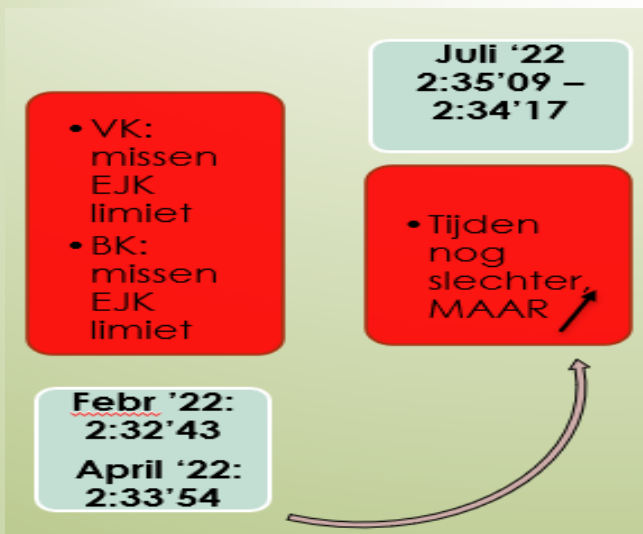 • VK:
missen
EJK
limiet
• BK:
missen
EJK
limiet
Febr ‘22:
2:32’43
April ‘22:
2:33’54
Juli ‘22
2:35’09 –
2:34’17
• Tijden
nog
slechter,
MAAR